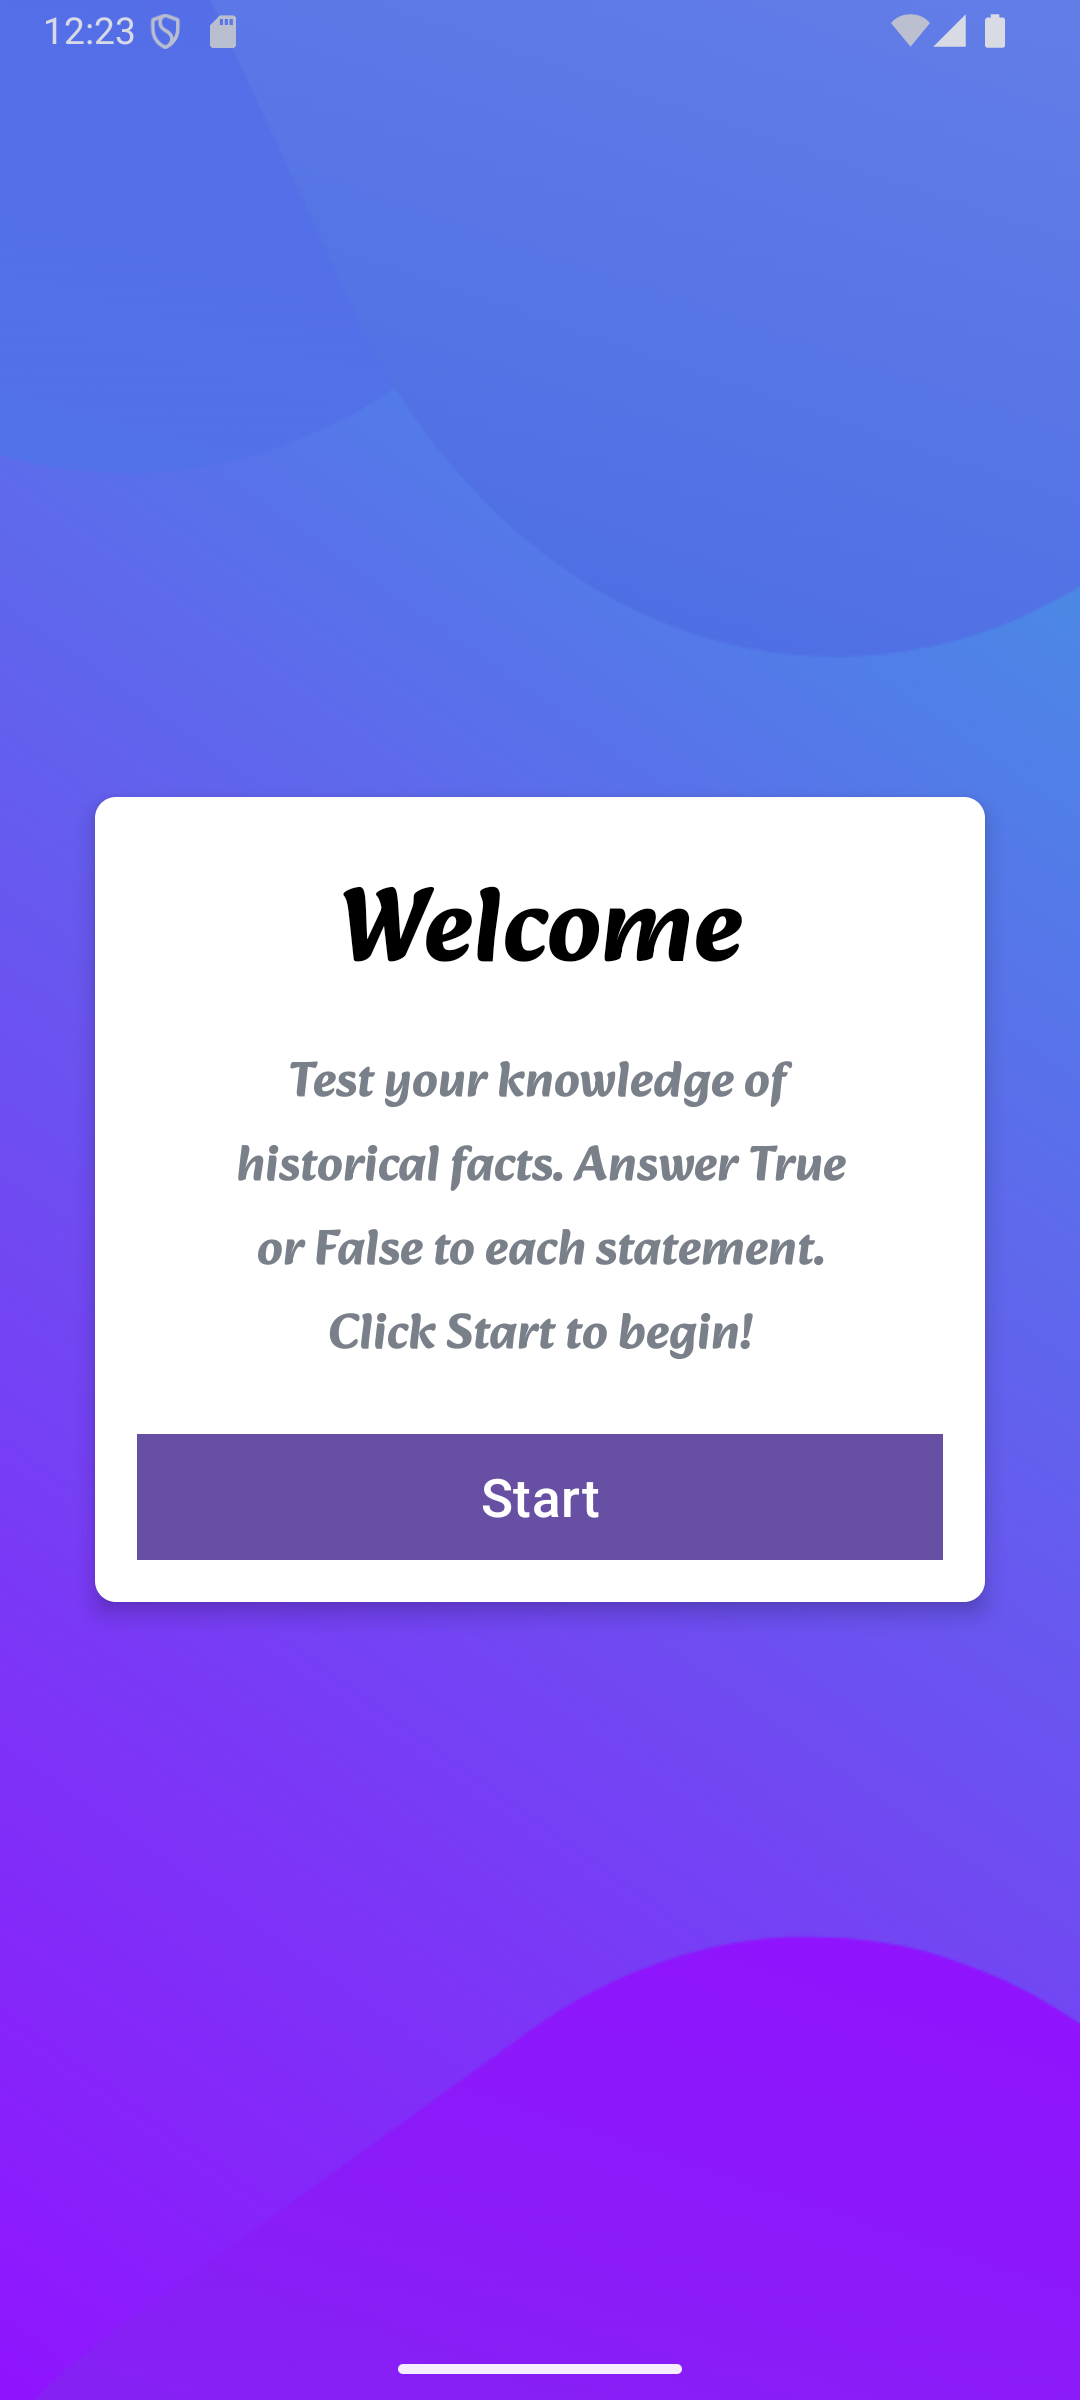 12:23
Welcome
Test your knowledge of
historical facts. Answer True
or False to each statement.
Click Start to begin!
Start